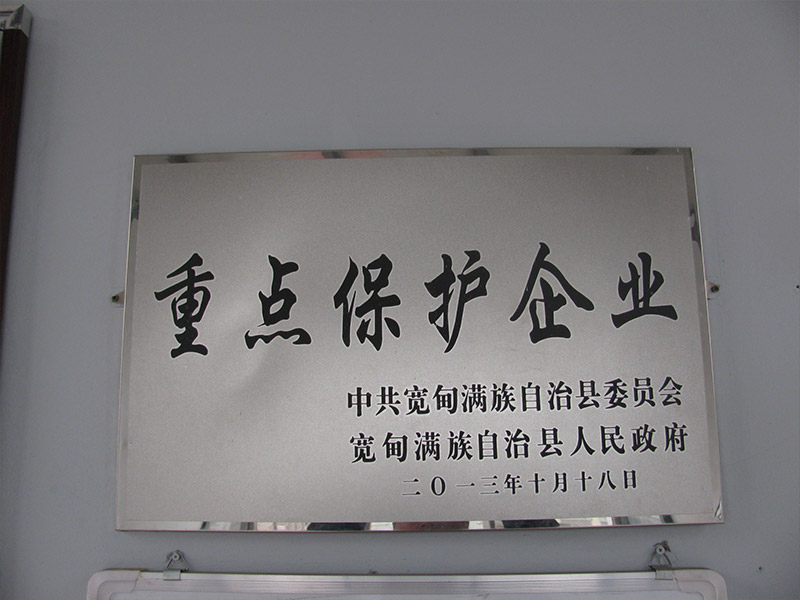 重点保护企业
中共宽甸满族自治县委员会
宽甸满族自治县人民政府
二〇一三年十月十八日